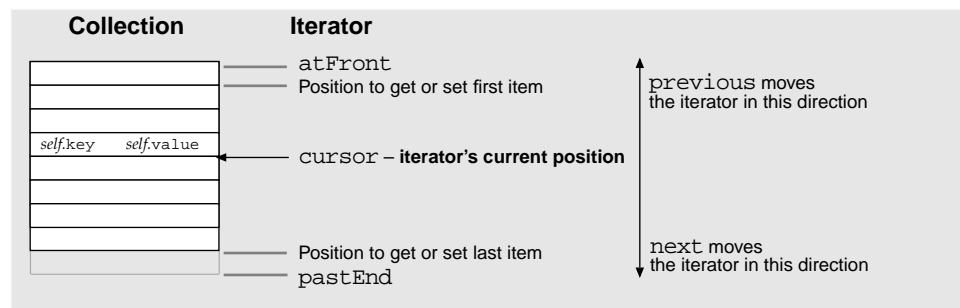 Collection
Iterator
atFront
Position to get or set first item
previous moves
the iterator in this direction
self.key self.value
cursor – iterator's current position
Position to get or set last item
pastEnd
next moves
the iterator in this direction